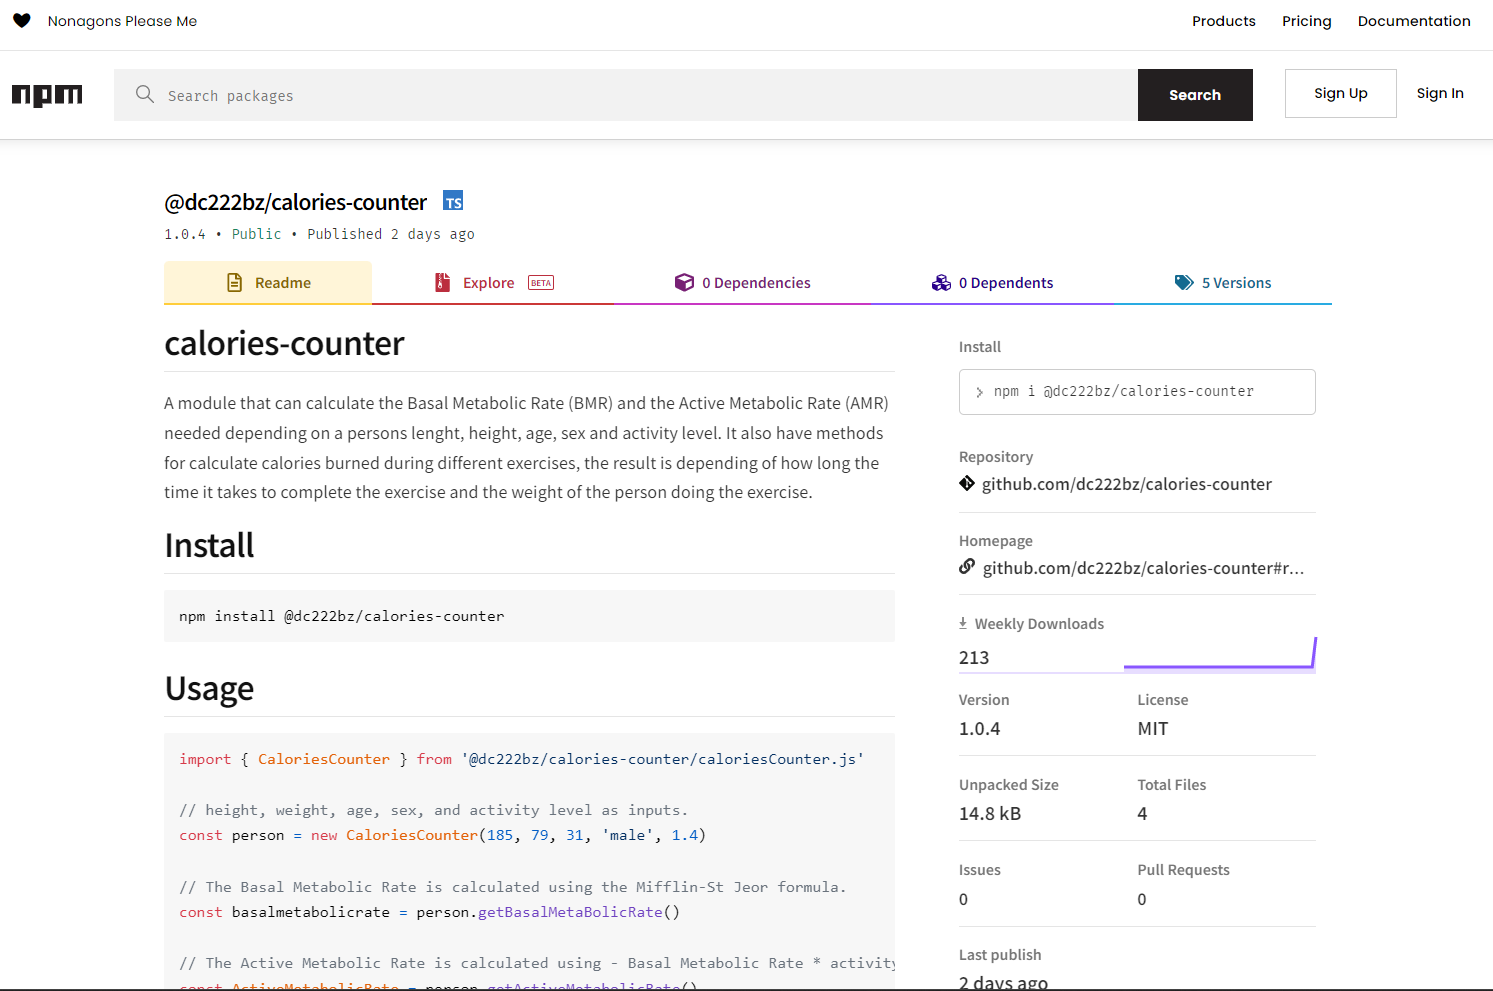 Nonagons Please Me
Products
Pricing
Documentation
npm
Search packages
Search
Sign Up
Sign In
@dc222bz/calories-counter TS
1.0.4 • Public • Published 2 days ago
Readme
Explore BETA
0 Dependencies
0 Dependents
5 Versions
calories-counter
A module that can calculate the Basal Metabolic Rate (BMR) and the Active Metabolic Rate (AMR)
needed depending on a persons lenght, height, age, sex and activity level. It also have methods
for calculate calories burned during different exercises, the result is depending of how long the
time it takes to complete the exercise and the weight of the person doing the exercise.
Install
npm install @dc222bz/calories-counter
Usage
import { CaloriesCounter } from '@dc222bz/calories-counter/caloriesCounter.js'
// height, weight, age, sex, and activity level as inputs.
const person = new CaloriesCounter(185, 79, 31, 'male', 1.4)
// The Basal Metabolic Rate is calculated using the Mifflin-St Jeor formula.
const basalmetabolicrate = person.getBasalMetaBolicRate()
// The Active Metabolic Rate is calculated using - Basal Metabolic Rate * activity
const ActiveMetabolicRate = person.getActiveMetabolicRate()
Install
> npm i @dc222bz/calories-counter
Repository
github.com/dc222bz/calories-counter
Homepage
github.com/dc222bz/calories-counter#r...
Weekly Downloads
213
Version
1.0.4
License
MIT
Unpacked Size
14.8 kB
Total Files
4
Issues
0
Pull Requests
0
Last publish
2 days ago